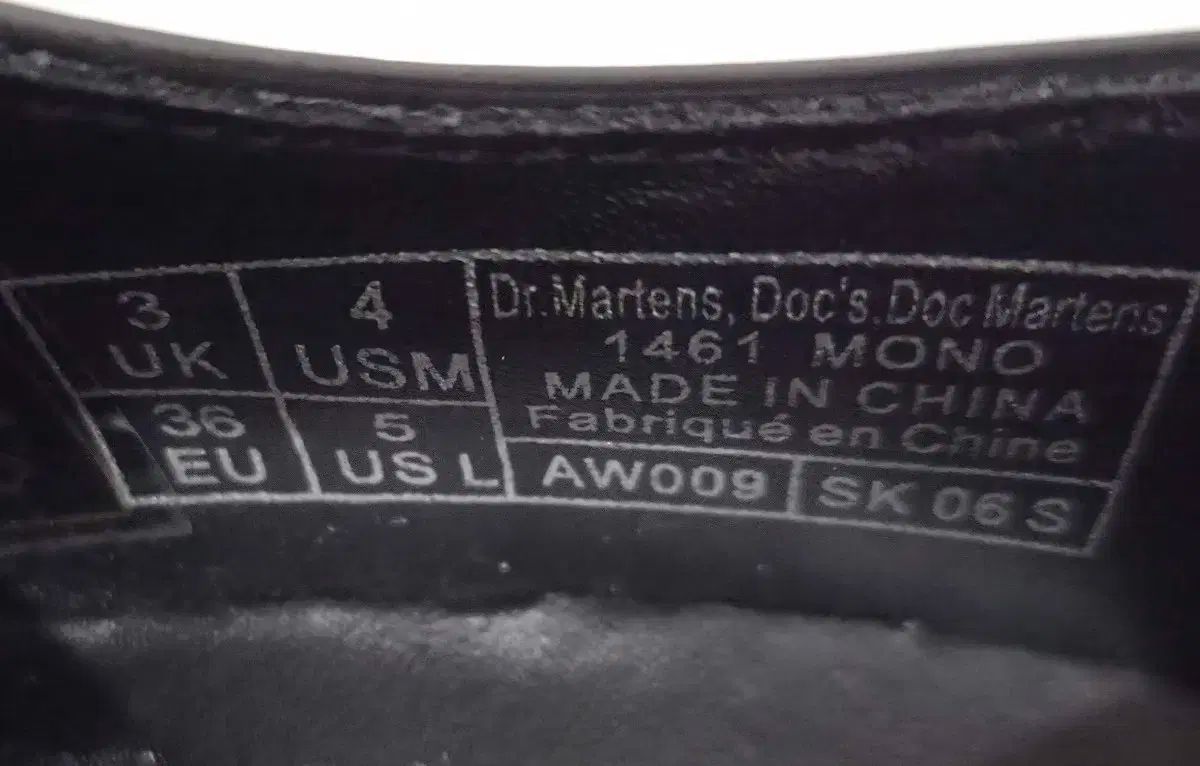 3
UK
4
USM
36
EU
5
US L
Dr.Martens, Doc's.Doc Martens
1461 MONO
MADE IN CHINA
Fabriqué en Chine
AW009
SK 06 S